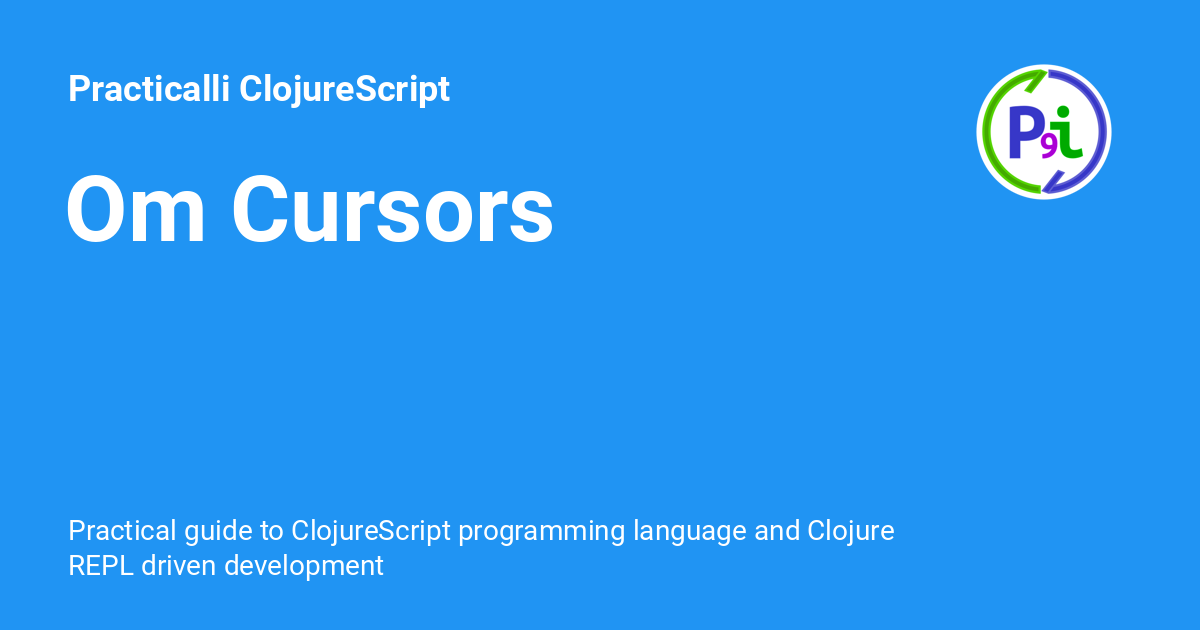 Practicalli ClojureScript
P9i
Om Cursors
Practical guide to ClojureScript programming language and Clojure
REPL driven development